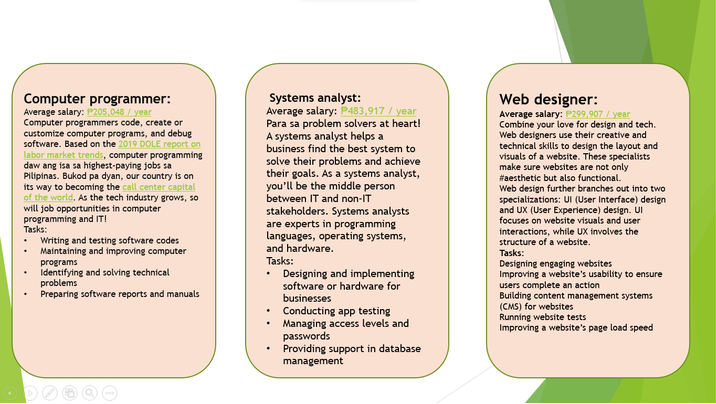 Computer programmer:
Average salary: ₱205,048 / year
Computer programmers code, create or
customize computer programs, and debug
software. Based on the 2019 DOLE report on
labor market trends, computer programming
daw ang isa sa highest-paying jobs sa
Pilipinas. Bukod pa dyan, our country is on
its way to becoming the call center capital
of the world. As the tech industry grows, so
will job opportunities in computer
programming and IT!
Tasks:
• Writing and testing software codes
• Maintaining and improving computer
programs
• Identifying and solving technical
problems
• Preparing software reports and manuals
Systems analyst:
Average salary: ₱483,917 / year
Para sa problem solvers at heart!
A systems analyst helps a
business find the best system to
solve their problems and achieve
their goals. As a systems analyst,
you’ll be the middle person
between IT and non-IT
stakeholders. Systems analysts
are experts in programming
languages, operating systems,
and hardware.
Tasks:
• Designing and implementing
software or hardware for
businesses
• Conducting app testing
• Managing access levels and
passwords
• Providing support in database
management
Web designer:
Average salary: ₱299,907 / year
Combine your love for design and tech.
Web designers use their creative and
technical skills to design the layout and
visuals of a website. These specialists
make sure websites are not only
#aesthetic but also functional.
Web design further branches out into two
specializations: UI (User Interface) design
and UX (User Experience) design. UI
focuses on website visuals and user
interactions, while UX involves the
structure of a website.
Tasks:
Designing engaging websites
Improving a website’s usability to ensure
users complete an action
Building content management systems
(CMS) for websites
Running website tests
Improving a website’s page load speed